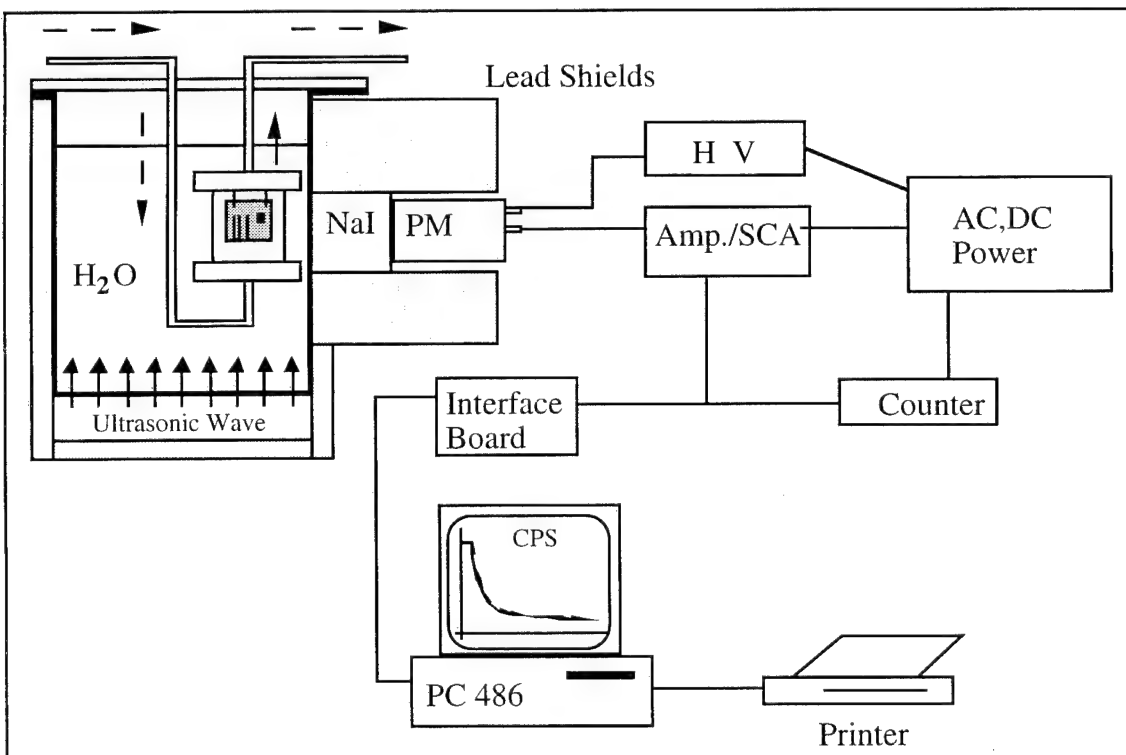 Lead Shields
H V
NaI
PM
Amp./SCA
AC,DC
Power
H₂O
Ultrasonic Wave
Interface
Board
Counter
CPS
PC 486
Printer